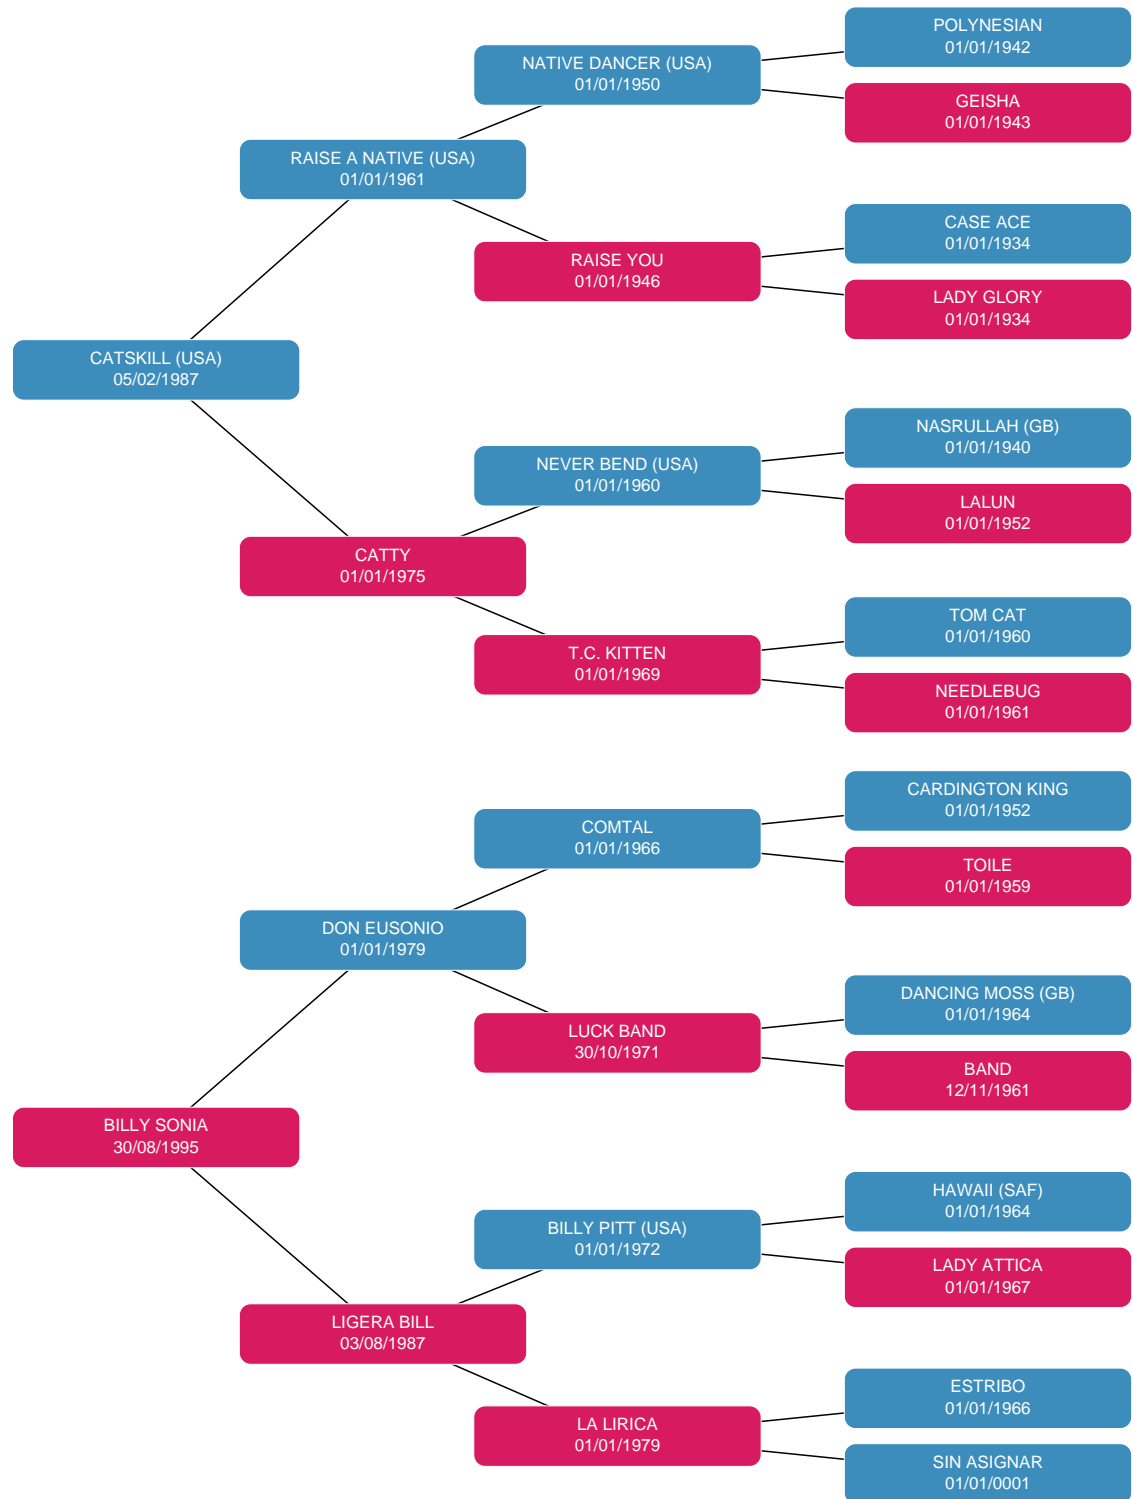 POLYNESIAN
01/01/1942
NATIVE DANCER (USA)
01/01/1950
GEISHA
01/01/1943
RAISE A NATIVE (USA)
01/01/1961
CASE ACE
01/01/1934
RAISE YOU
01/01/1946
LADY GLORY
01/01/1934
CATSKILL (USA)
05/02/1987
NASRULLAH (GB)
01/01/1940
NEVER BEND (USA)
01/01/1960
LALUN
01/01/1952
CATTY
01/01/1975
TOM CAT
01/01/1960
T.C. KITTEN
01/01/1969
NEEDLEBUG
01/01/1961
CARDINGTON KING
01/01/1952
COMTAL
01/01/1966
TOILE
01/01/1959
DON EUSONIO
01/01/1979
DANCING MOSS (GB)
01/01/1964
LUCK BAND
30/10/1971
BAND
12/11/1961
BILLY SONIA
30/08/1995
HAWAII (SAF)
01/01/1964
BILLY PITT (USA)
01/01/1972
LADY ATTICA
01/01/1967
LIGERA BILL
03/08/1987
ESTRIBO
01/01/1966
LA LIRICA
01/01/1979
SIN ASIGNAR
01/01/0001